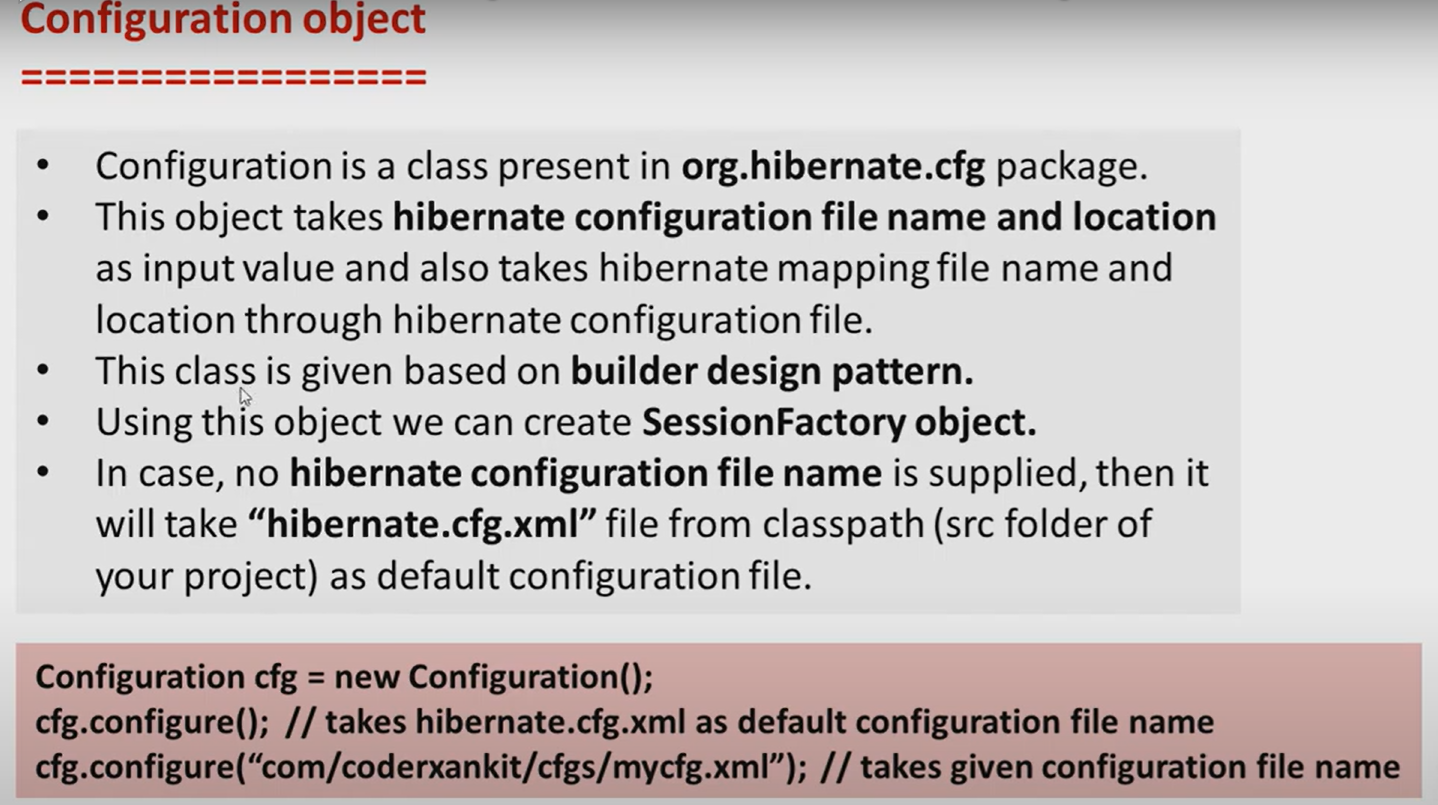 Configuration object
=================
• Configuration is a class present in org.hibernate.cfg package.
• This object takes hibernate configuration file name and location
as input value and also takes hibernate mapping file name and
location through hibernate configuration file.
• This class is given based on builder design pattern.
• Using this object we can create SessionFactory object.
• In case, no hibernate configuration file name is supplied, then it
will take “hibernate.cfg.xml” file from classpath (src folder of
your project) as default configuration file.
Configuration cfg = new Configuration();
cfg.configure(); // takes hibernate.cfg.xml as default configuration file name
cfg.configure(“com/coderxankit/cfgs/mycfg.xml”); // takes given configuration file name